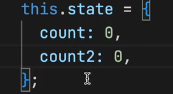 this.state = {
  count: 0,
  count2: 0,
};